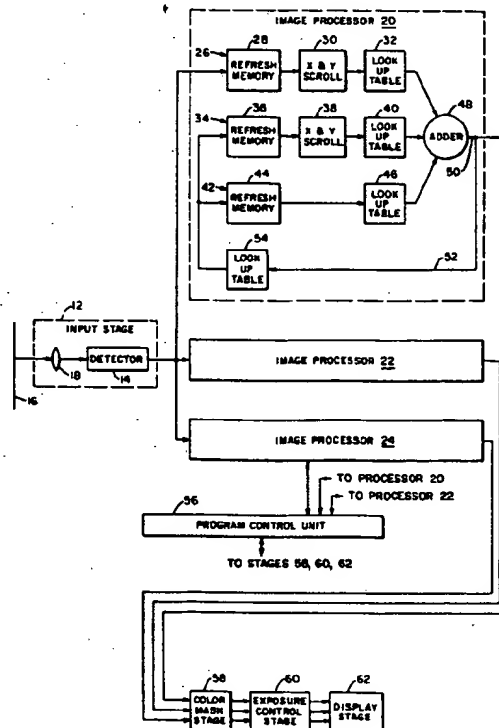 IMAGE PROCESSOR 20
26
28
30
32
REFRESH MEMORY
X & Y SCROLL
LOOK UP TABLE
34
36
38
40
48
REFRESH MEMORY
X & Y SCROLL
LOOK UP TABLE
ADDER
50
42
44
46
REFRESH MEMORY
LOOK UP TABLE
54
52
LOOK UP TABLE
12
INPUT STAGE
DETECTOR
16
18
14
IMAGE PROCESSOR 22
IMAGE PROCESSOR 24
TO PROCESSOR 20
TO PROCESSOR 22
56
PROGRAM CONTROL UNIT
TO STAGES 58, 60, 62
58
60
62
COLOR MASK STAGE
EXPOSURE CONTROL STAGE
DISPLAY STAGE